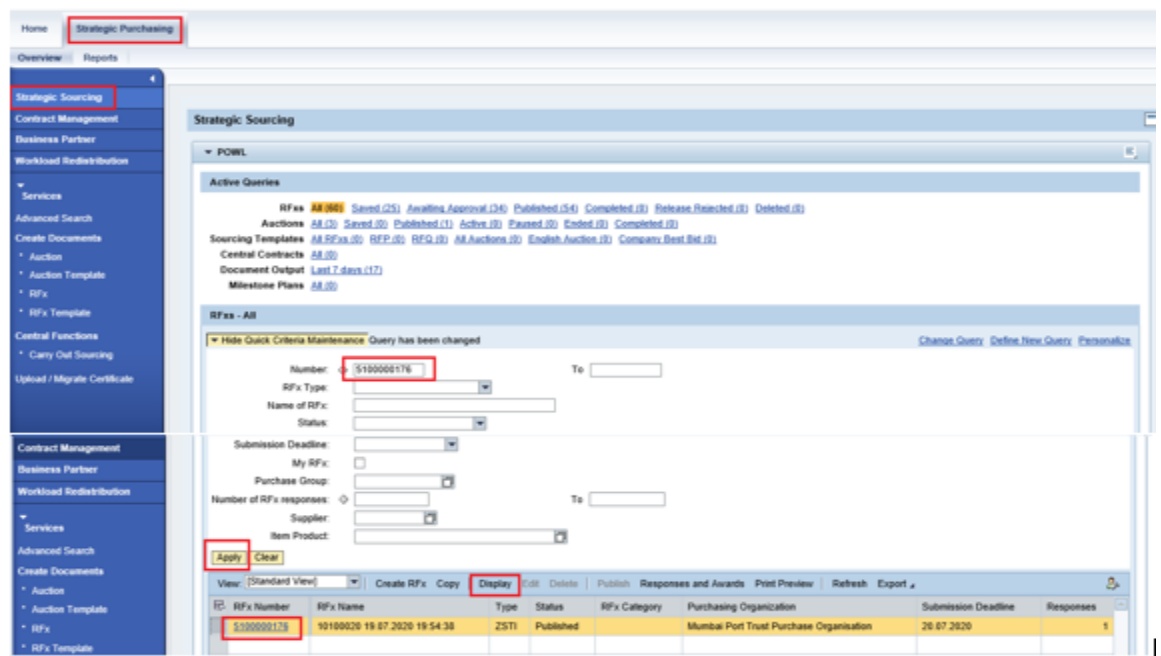 Home Strategic Purchasing
Overview Reports
Strategic Sourcing
Contract Management
Business Partner
Workload Redistribution
Services
Advanced Search
Create Documents
Auction
Auction Template
RFx
RFx Template
Central Functions
Carry Out Sourcing
Upload / Migrate Certificate
Strategic Sourcing
POWL
Active Queries
RFxs All (60) Saved (25) Awaiting Approval (34) Published (54) Completed (0) Release Rejected (0) Deleted (0)
Auctions All (3) Saved (0) Published (1) Active (0) Paused (0) Ended (0) Completed (0)
Sourcing Templates All RFxs (0) RFP (0) RFQ (0) All Auctions (0) English Auction (0) Company Best Bid (0)
Central Contracts All (0)
Document Output Last 7 days (17)
Milestone Plans All (0)
RFxs - All
Hide Quick Criteria Maintenance Query has been changed Change Query Define New Query Personalize
Number: 5100000176 To
RFx Type:
Name of RFx:
Status:
Contract Management
Business Partner
Workload Redistribution
Services
Advanced Search
Create Documents
Auction
Auction Template
RFx
RFx Template
Submission Deadline:
My RFx:
Purchase Group:
Number of RFx responses: To
Supplier:
Item Product:
Apply Clear
View: [Standard View] Create RFx Copy Display Edit Delete Publish Responses and Awards Print Preview Refresh Export
RFx Number RFx Name Type Status RFx Category Purchasing Organization Submission Deadline Responses
5100000176 10100020 19.07.2020 19:54:38 ZSTI Published Mumbai Port Trust Purchase Organisation 20.07.2020 1